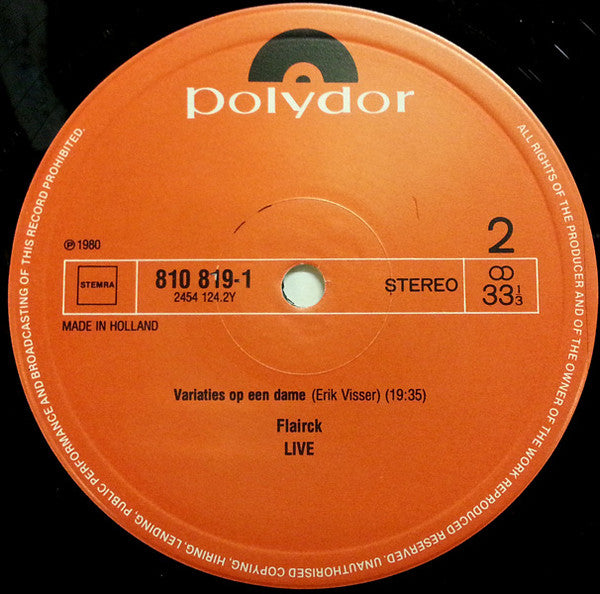 polydor
ALL RIGHTS OF THE PRODUCER AND OF THE OWNER OF THE WORK REPRODUCED RESERVED. UNAUTHORISED COPYING, HIRING, LENDING, PUBLIC PERFORMANCE AND BROADCASTING OF THIS RECORD PROHIBITED.
℗ 1980
2
STEMRA
810 819-1
2454 124.2Y
STEREO
33 1/3
MADE IN HOLLAND
Variaties op een dame (Erik Visser) (19:35)
Flairck
LIVE